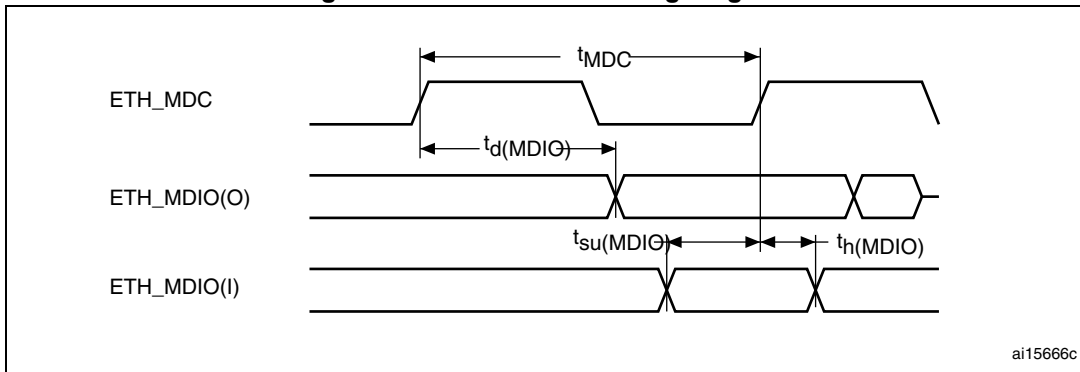 tMDC
ETH_MDC
td(MDIO)
ETH_MDIO(O)
tsu(MDIO)
th(MDIO)
ETH_MDIO(I)
ai15666c